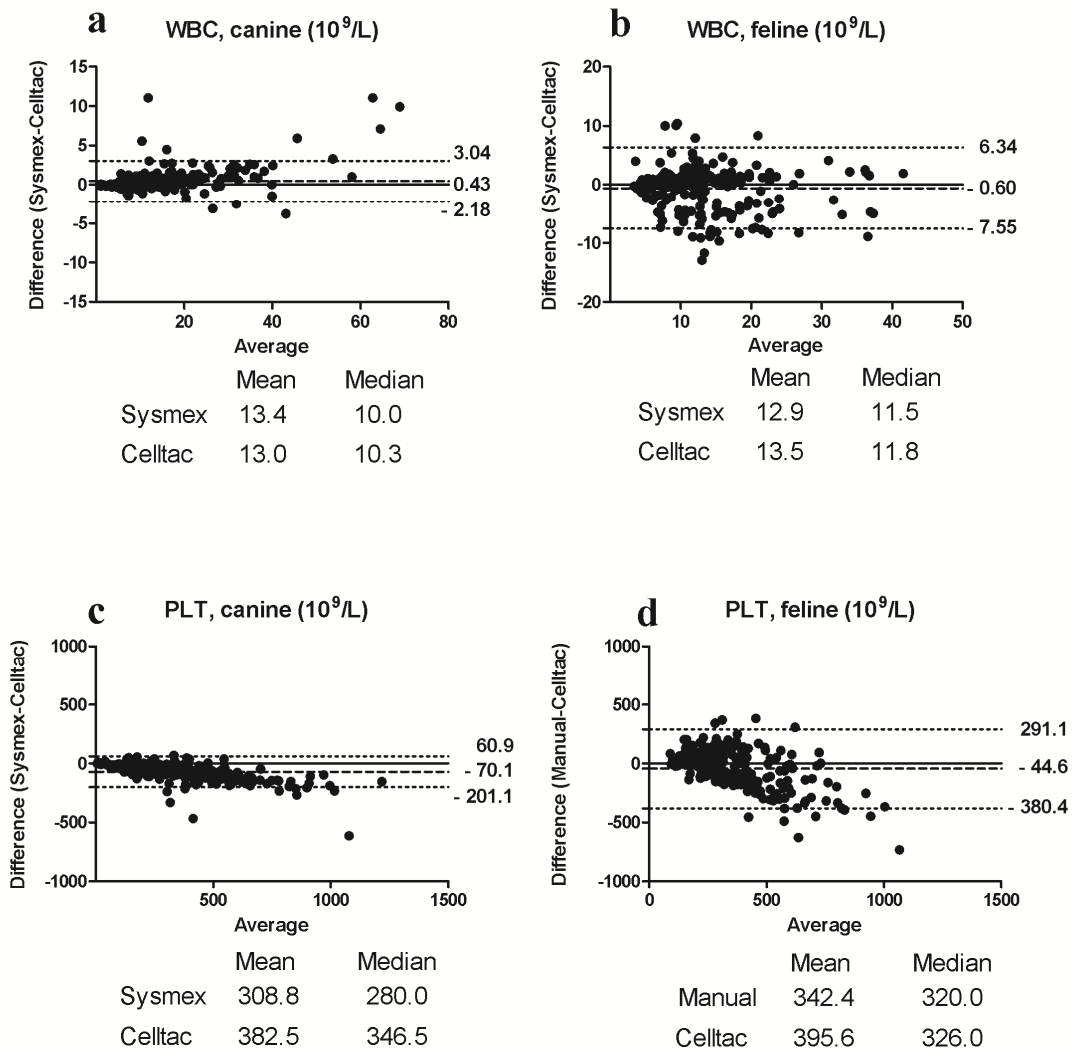 a
WBC, canine (10⁹/L)
Difference (Sysmex-Celltac)
15
10
5
0
-5
-10
-15
3.04
0.43
- 2.18
20 40 60 80
Average
Mean Median
Sysmex 13.4 10.0
Celltac 13.0 10.3
b
WBC, feline (10⁹/L)
Difference (Sysmex-Celltac)
20
10
0
-10
-20
6.34
- 0.60
- 7.55
10 20 30 40 50
Average
Mean Median
Sysmex 12.9 11.5
Celltac 13.5 11.8
c
PLT, canine (10⁹/L)
Difference (Sysmex-Celltac)
1000
500
0
-500
-1000
60.9
- 70.1
- 201.1
500 1000 1500
Average
Mean Median
Sysmex 308.8 280.0
Celltac 382.5 346.5
d
PLT, feline (10⁹/L)
Difference (Manual-Celltac)
1000
500
0
-500
-1000
291.1
- 44.6
- 380.4
0 500 1000 1500
Average
Mean Median
Manual 342.4 320.0
Celltac 395.6 326.0